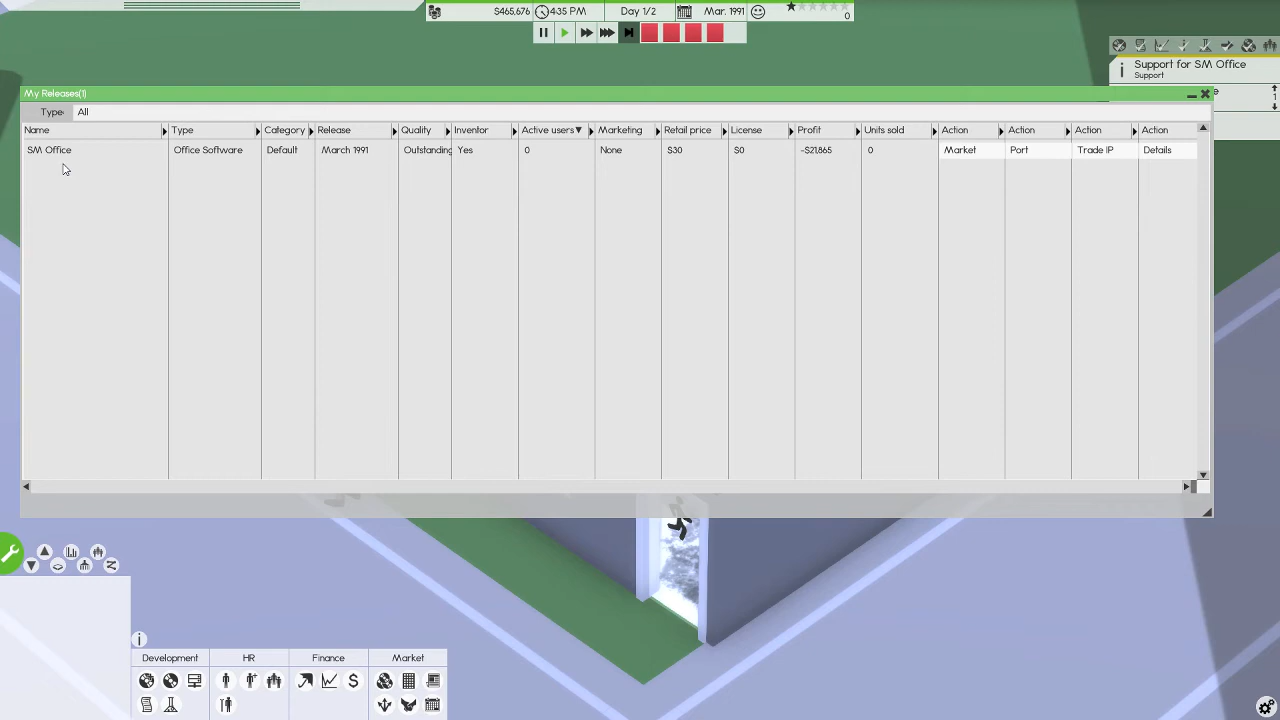 $465,676 4:35 PM Day 1/2 Mar. 1991 0
Support for SM Office
Support
1
My Releases(1)
Type: All
Name Type Category Release Quality Inventor Active users▼ Marketing Retail price License Profit Units sold Action Action Action Action
SM Office Office Software Default March 1991 Outstanding Yes 0 None $30 $0 -$21,865 0 Market Port Trade IP Details
Development HR Finance Market